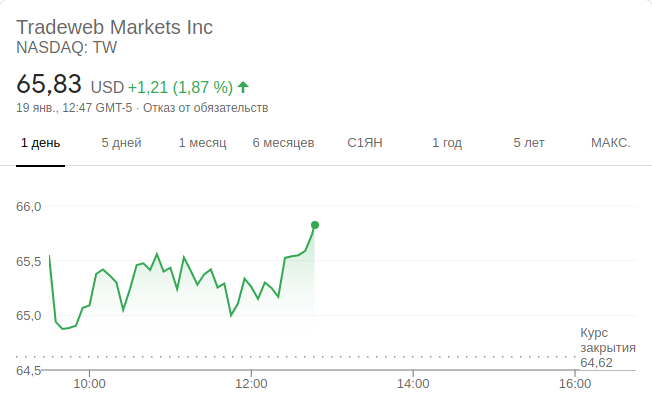 Tradeweb Markets Inc
NASDAQ: TW
65,83 USD +1,21 (1,87 %)
19 янв., 12:47 GMT-5 · Отказ от обязательств
1 день 5 дней 1 месяц 6 месяцев С1ЯН 1 год 5 лет МАКС.
66,0
65,5
65,0
Курс
закрытия
64,62
64,5
10:00 12:00 14:00 16:00